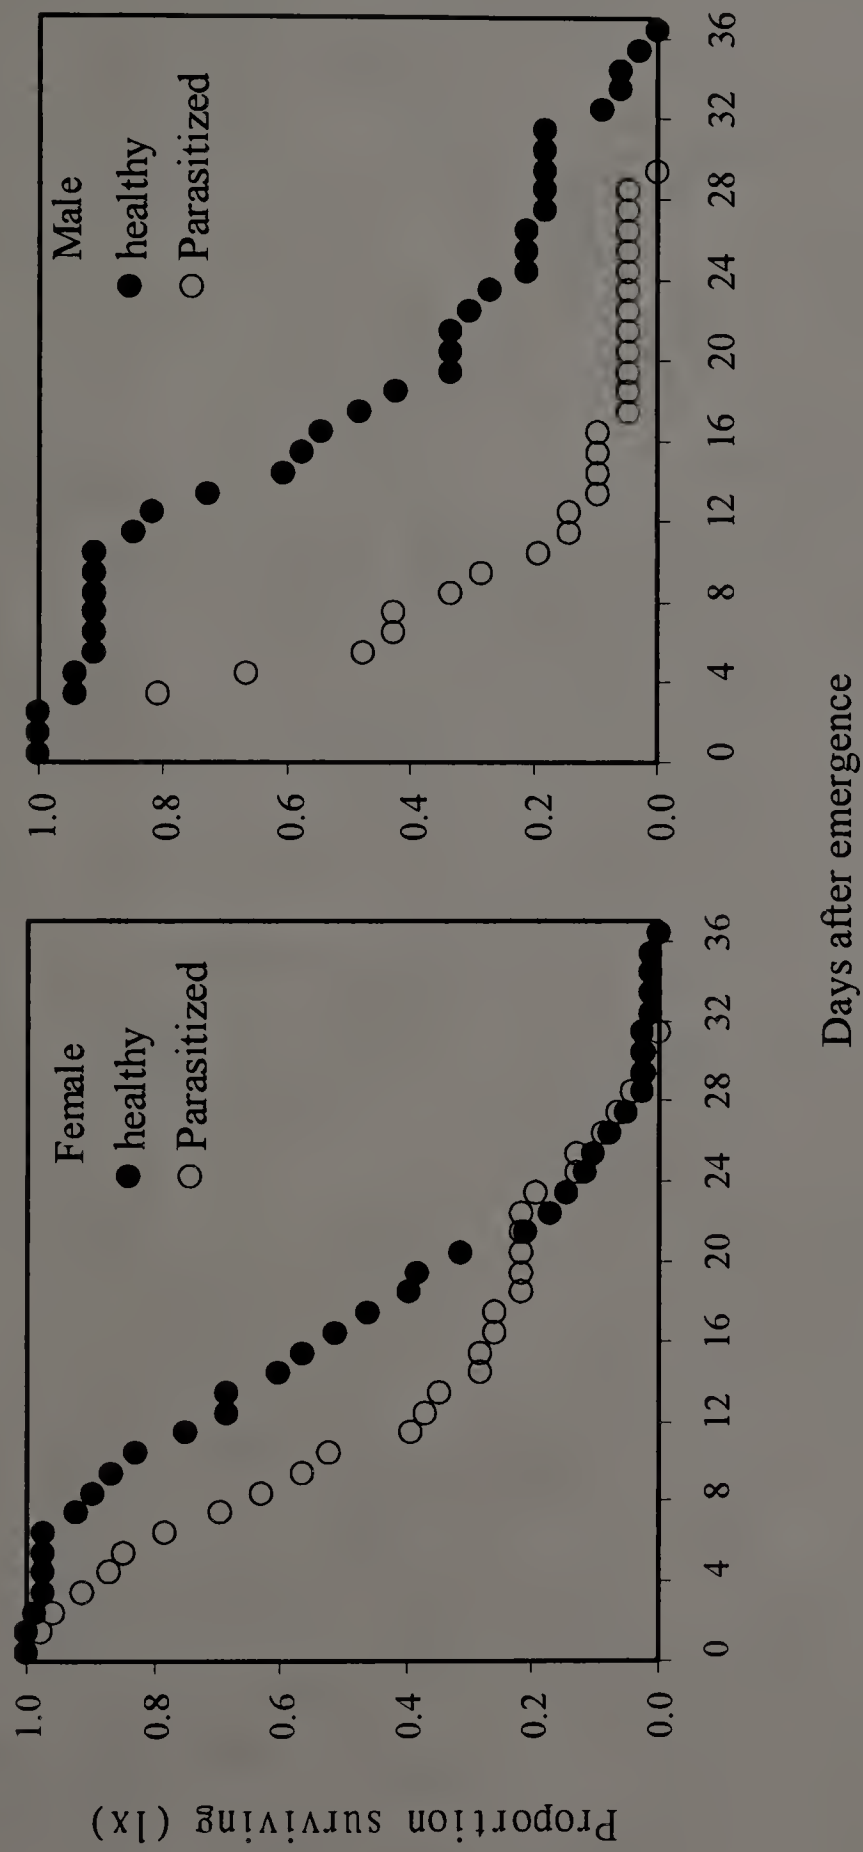 Proportion surviving (lx)
1.0
0.8
0.6
0.4
0.2
0.0
Female
healthy
Parasitized
0 4 8 12 16 20 24 28 32 36
1.0
0.8
0.6
0.4
0.2
0.0
Male
healthy
Parasitized
0 4 8 12 16 20 24 28 32 36
Days after emergence